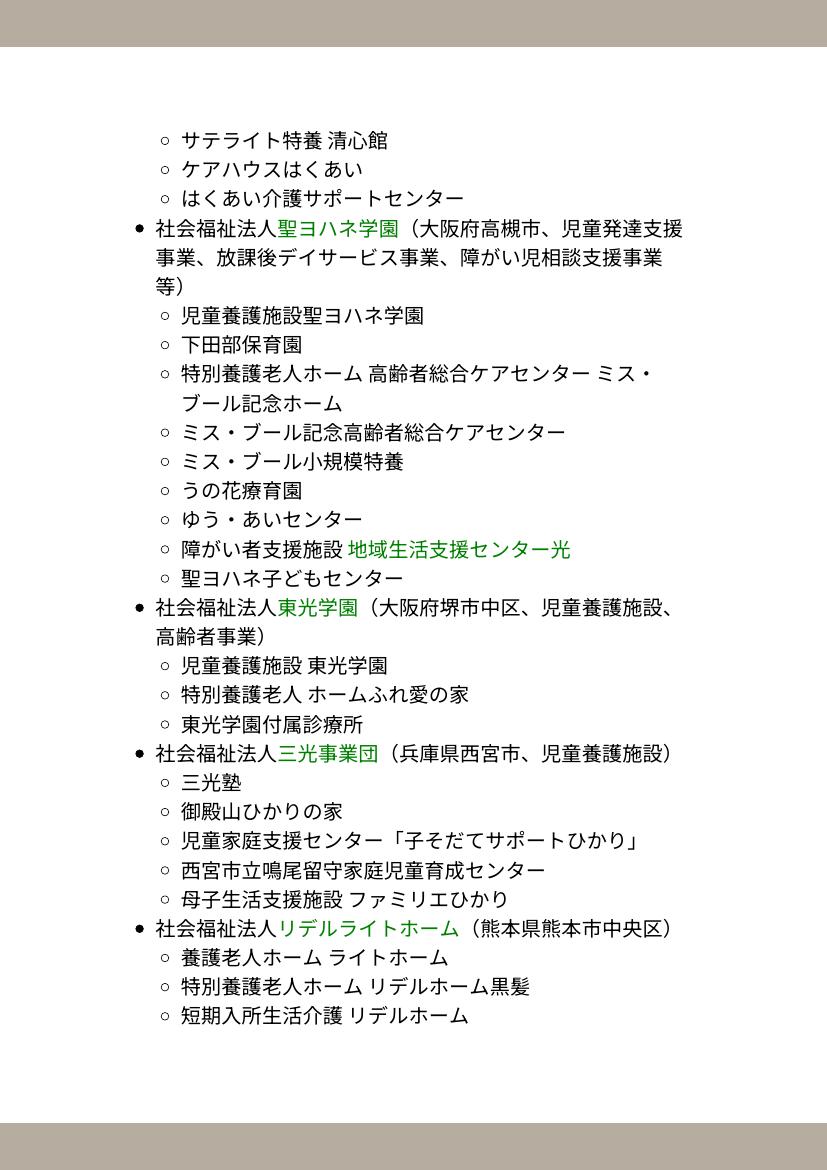 サテライト特養 清心館
ケアハウスはくあい
はくあい介護サポートセンター
社会福祉法人聖ヨハネ学園（大阪府高槻市、児童発達支援
事業、放課後デイサービス事業、障がい児相談支援事業
等）
児童養護施設聖ヨハネ学園
下田部保育園
特別養護老人ホーム 高齢者総合ケアセンター ミス・
ブール記念ホーム
ミス・ブール記念高齢者総合ケアセンター
ミス・ブール小規模特養
うの花療育園
ゆう・あいセンター
障がい者支援施設 地域生活支援センター光
聖ヨハネ子どもセンター
社会福祉法人東光学園（大阪府堺市中区、児童養護施設、
高齢者事業）
児童養護施設 東光学園
特別養護老人 ホームふれ愛の家
東光学園付属診療所
社会福祉法人三光事業団（兵庫県西宮市、児童養護施設）
三光塾
御殿山ひかりの家
児童家庭支援センター「子そだてサポートひかり」
西宮市立鳴尾留守家庭児童育成センター
母子生活支援施設 ファミリエひかり
社会福祉法人リデルライトホーム（熊本県熊本市中央区）
養護老人ホーム ライトホーム
特別養護老人ホーム リデルホーム黒髪
短期入所生活介護 リデルホーム